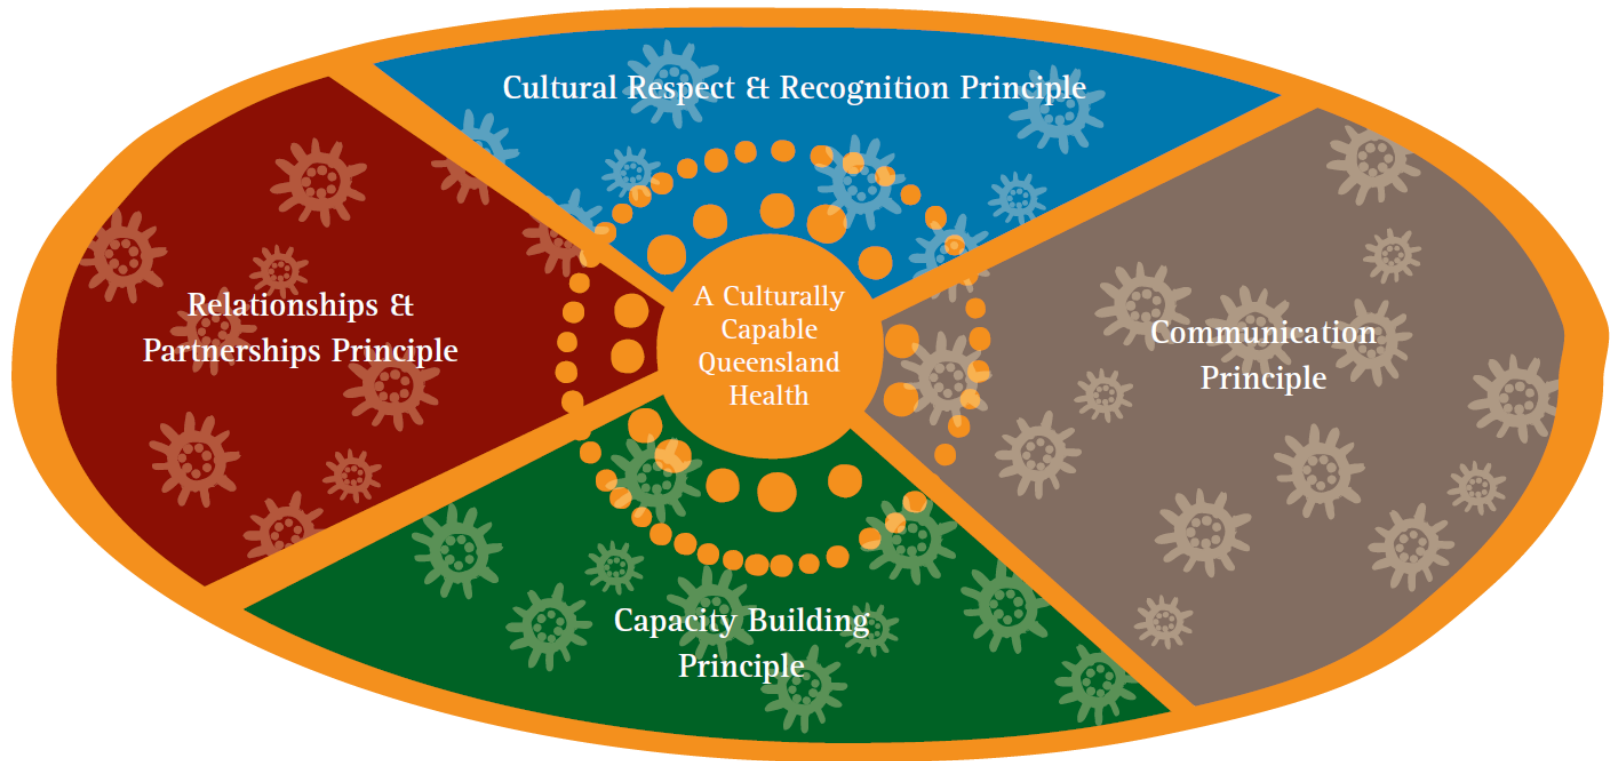 Cultural Respect & Recognition Principle
Relationships &
Partnerships Principle
A Culturally
Capable
Queensland
Health
Communication
Principle
Capacity Building
Principle